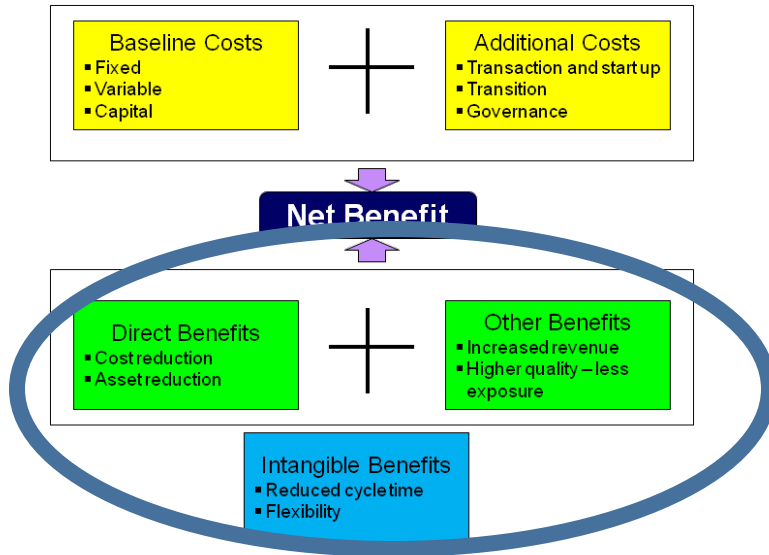 Baseline Costs
▪ Fixed
▪ Variable
▪ Capital
Additional Costs
▪ Transaction and start up
▪ Transition
▪ Governance
Net Benefit
Direct Benefits
▪ Cost reduction
▪ Asset reduction
Other Benefits
▪ Increased revenue
▪ Higher quality – less
exposure
Intangible Benefits
▪ Reduced cycle time
▪ Flexibility